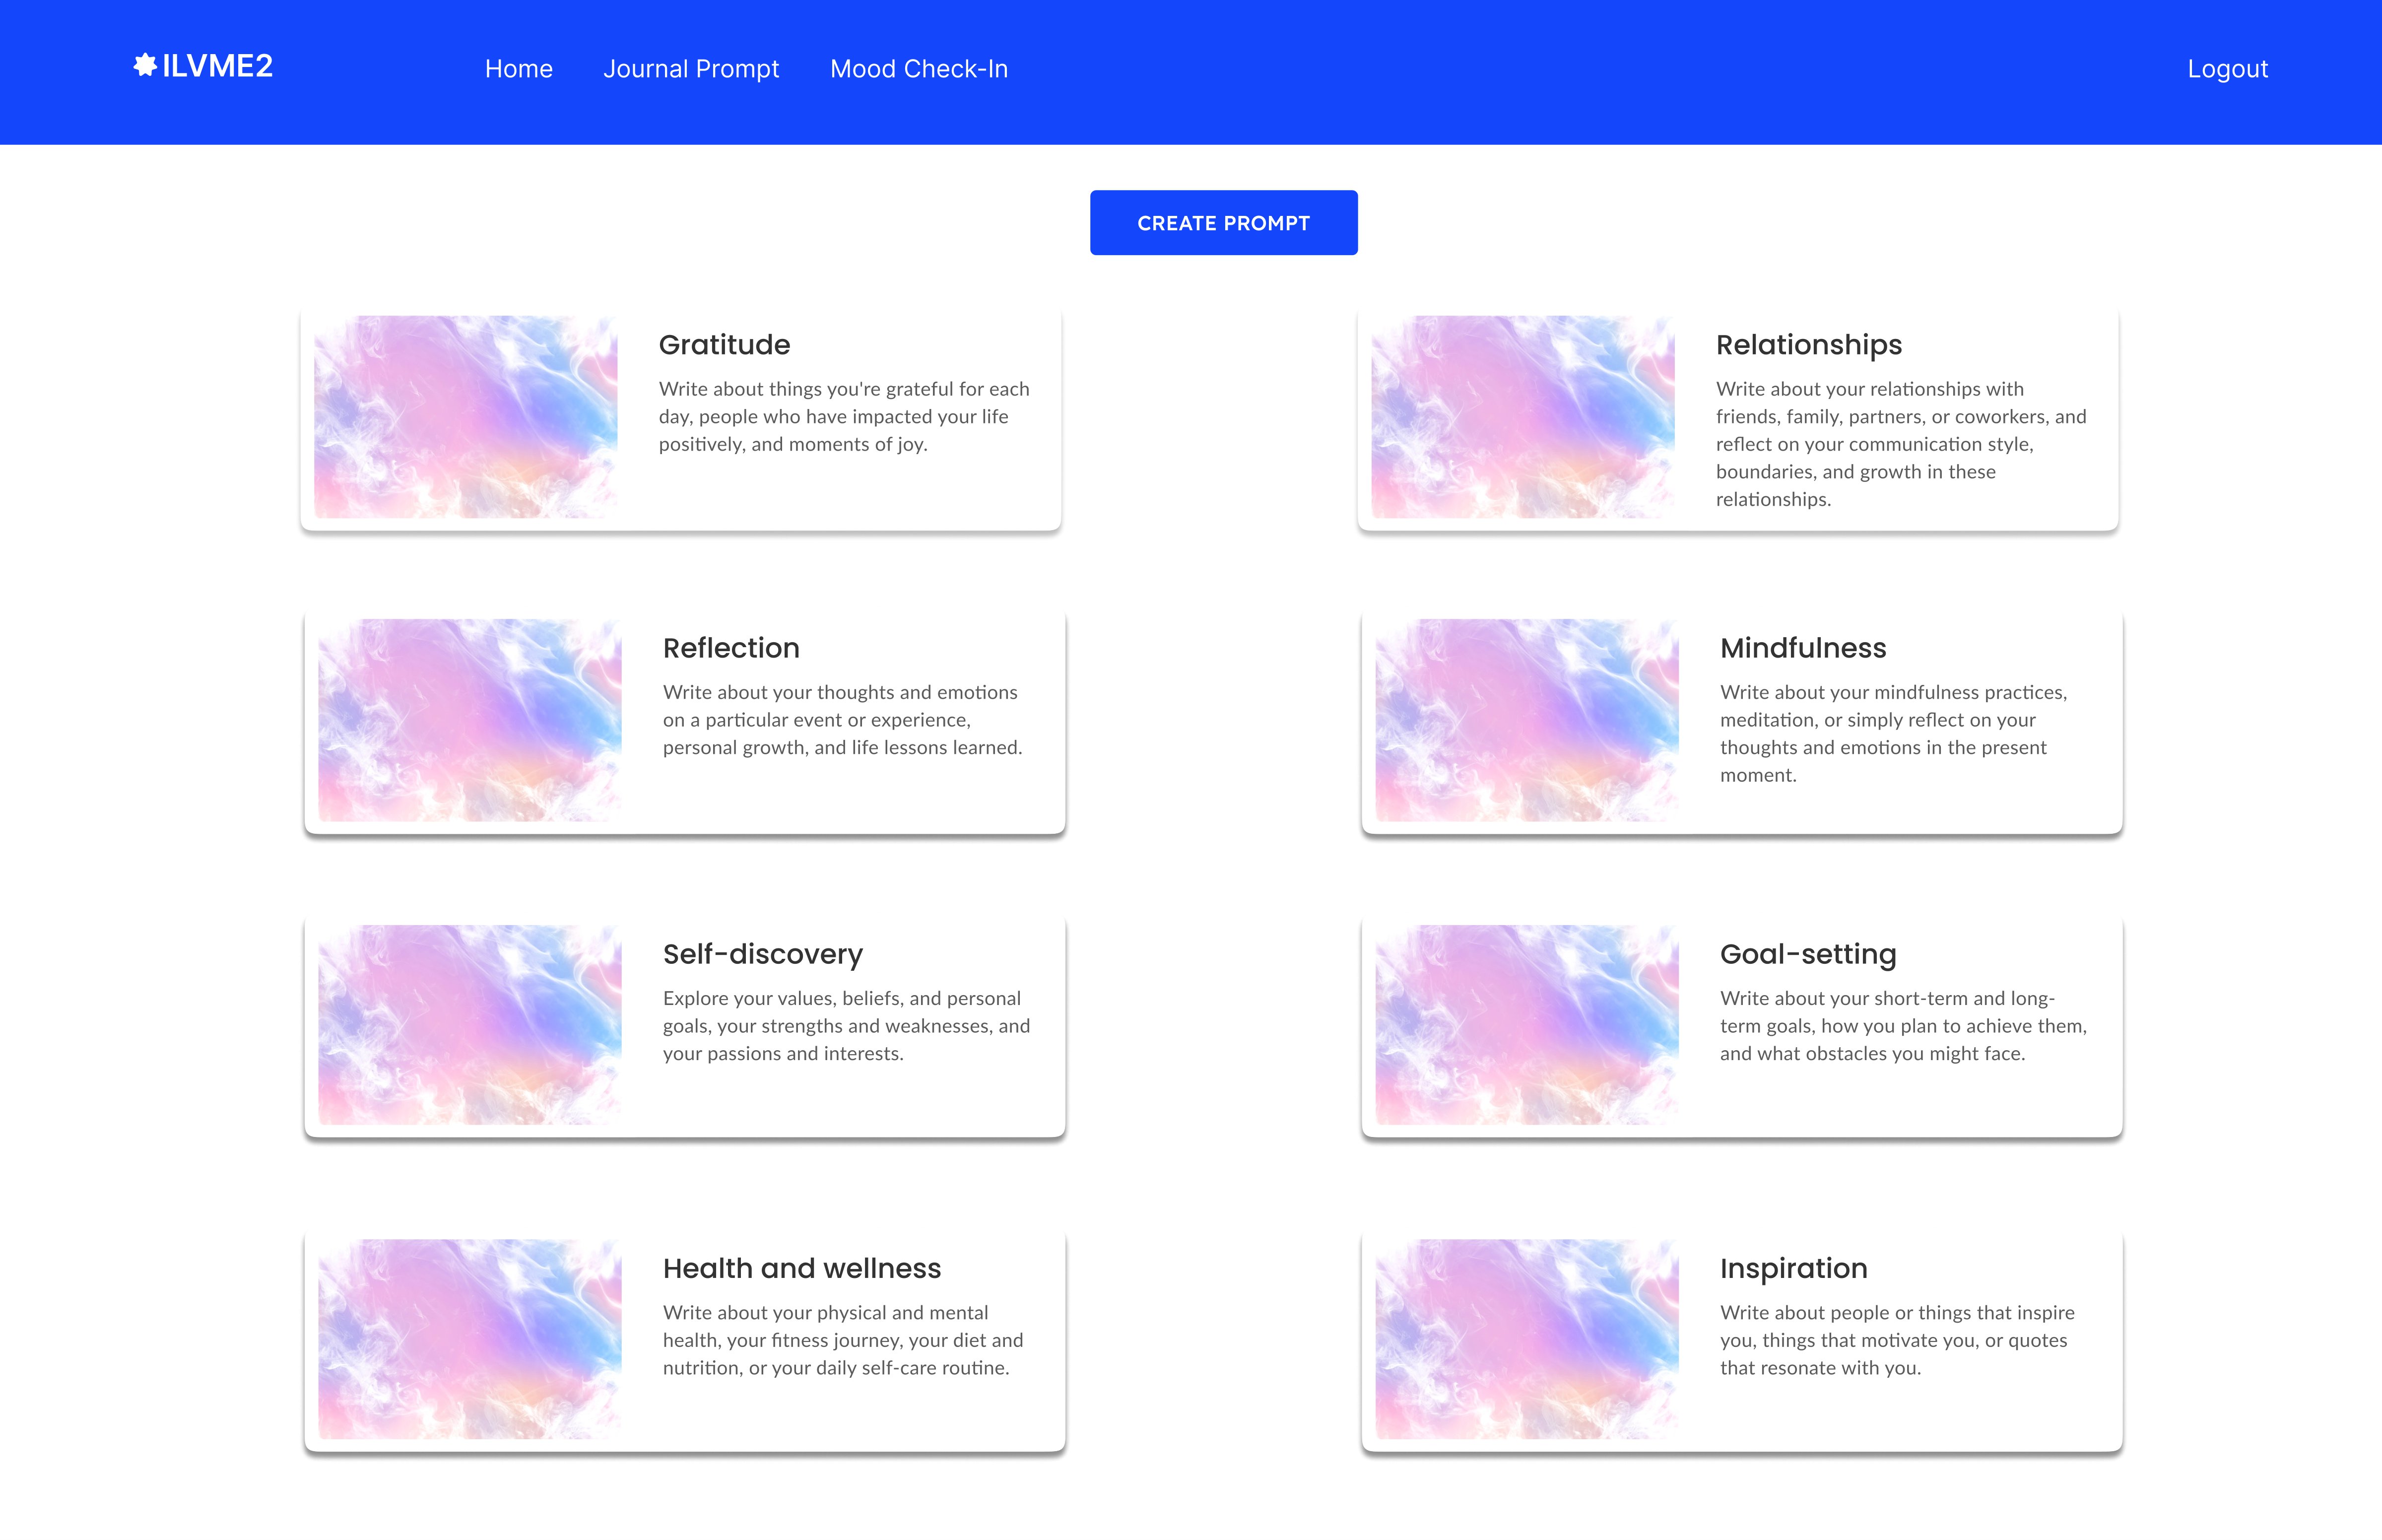 ILVME2
Home
Journal Prompt
Mood Check-In
Logout
CREATE PROMPT
Gratitude
Write about things you're grateful for each
day, people who have impacted your life
positively, and moments of joy.
Relationships
Write about your relationships with
friends, family, partners, or coworkers, and
reflect on your communication style,
boundaries, and growth in these
relationships.
Reflection
Write about your thoughts and emotions
on a particular event or experience,
personal growth, and life lessons learned.
Mindfulness
Write about your mindfulness practices,
meditation, or simply reflect on your
thoughts and emotions in the present
moment.
Self-discovery
Explore your values, beliefs, and personal
goals, your strengths and weaknesses, and
your passions and interests.
Goal-setting
Write about your short-term and long-
term goals, how you plan to achieve them,
and what obstacles you might face.
Health and wellness
Write about your physical and mental
health, your fitness journey, your diet and
nutrition, or your daily self-care routine.
Inspiration
Write about people or things that inspire
you, things that motivate you, or quotes
that resonate with you.